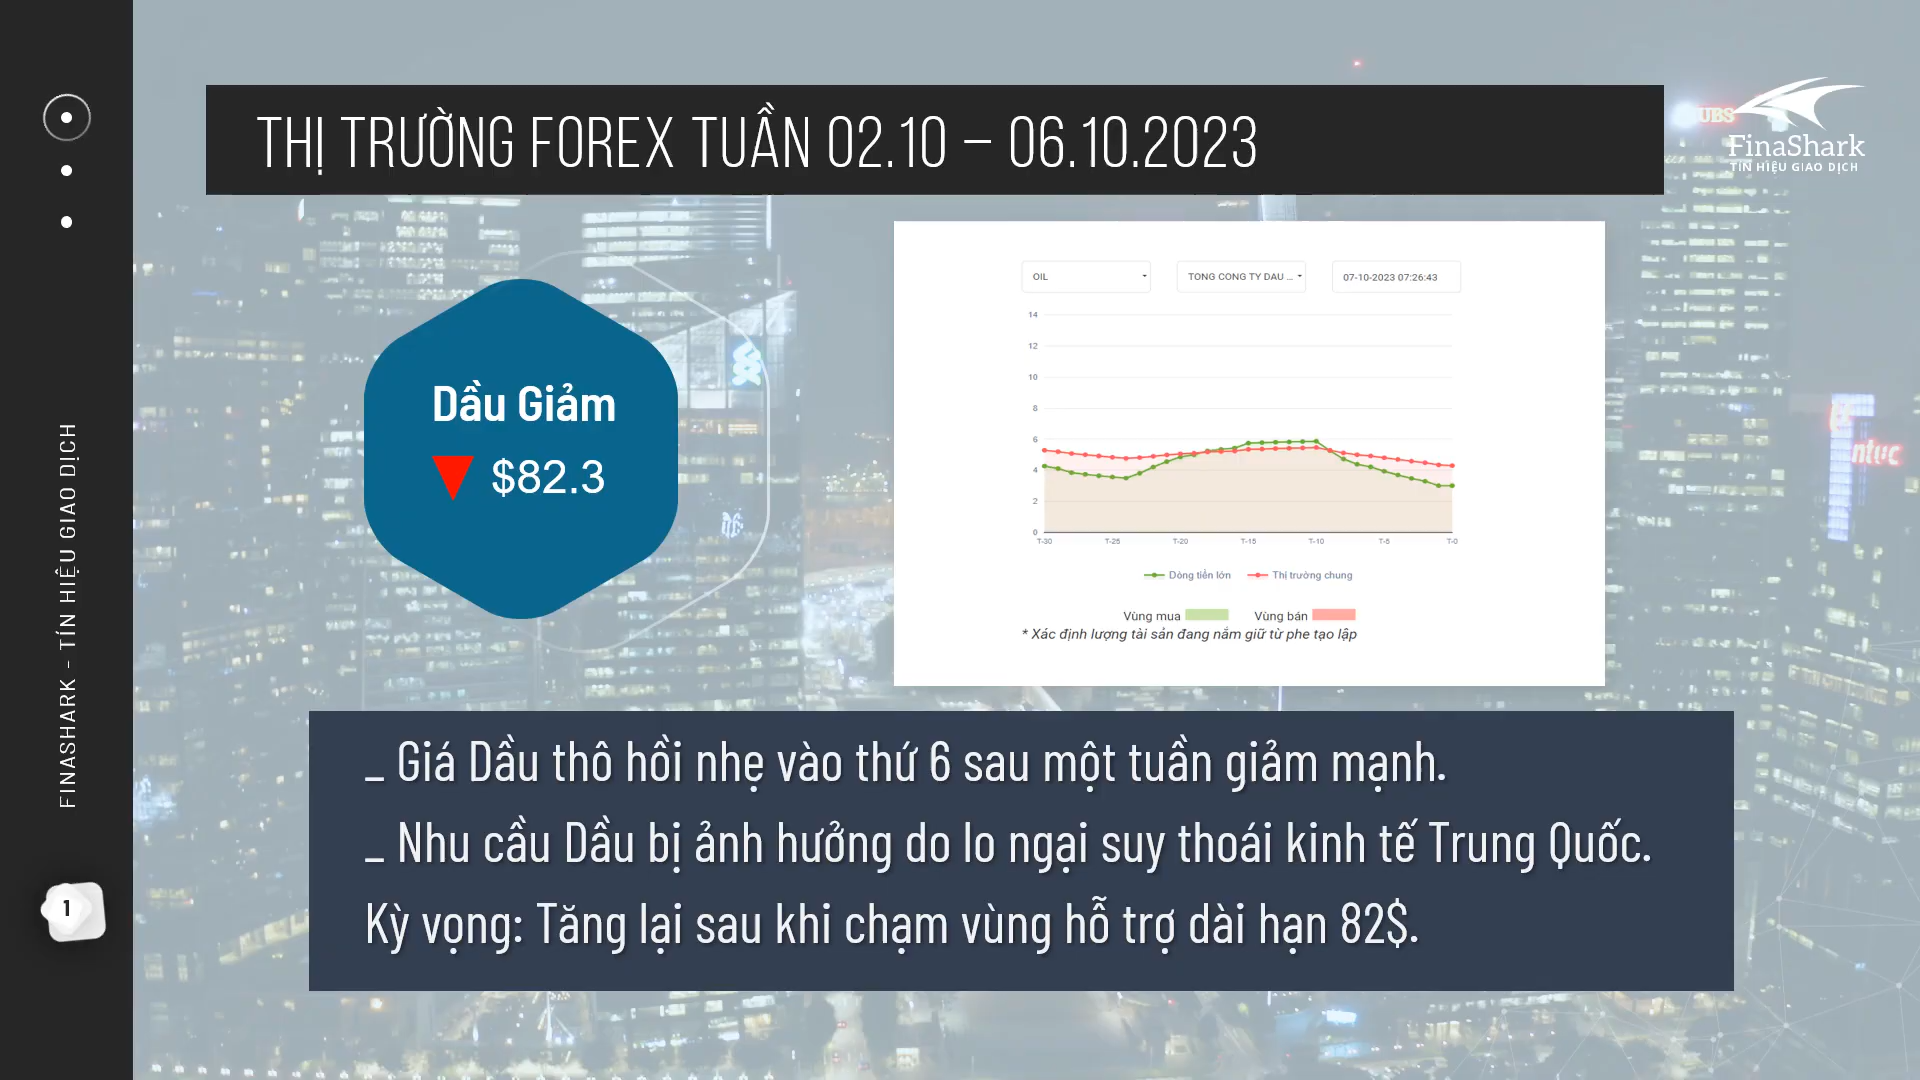 THỊ TRƯỜNG FOREX TUẦN 02.10 – 06.10.2023
UBS
FinaShark
TÍN HIỆU GIAO DỊCH
Dầu Giảm
$82.3
OIL
TONG CONG TY DAU ...
07-10-2023 07:26:43
14
12
10
8
6
4
2
0
T-30 T-25 T-20 T-15 T-10 T-5 T-0
Dòng tiền lớn Thị trường chung
Vùng mua Vùng bán
* Xác định lượng tài sản đang nắm giữ từ phe tạo lập
_ Giá Dầu thô hồi nhẹ vào thứ 6 sau một tuần giảm mạnh.
_ Nhu cầu Dầu bị ảnh hưởng do lo ngại suy thoái kinh tế Trung Quốc.
Kỳ vọng: Tăng lại sau khi chạm vùng hỗ trợ dài hạn 82$.
FINASHARK - TÍN HIỆU GIAO DỊCH
1